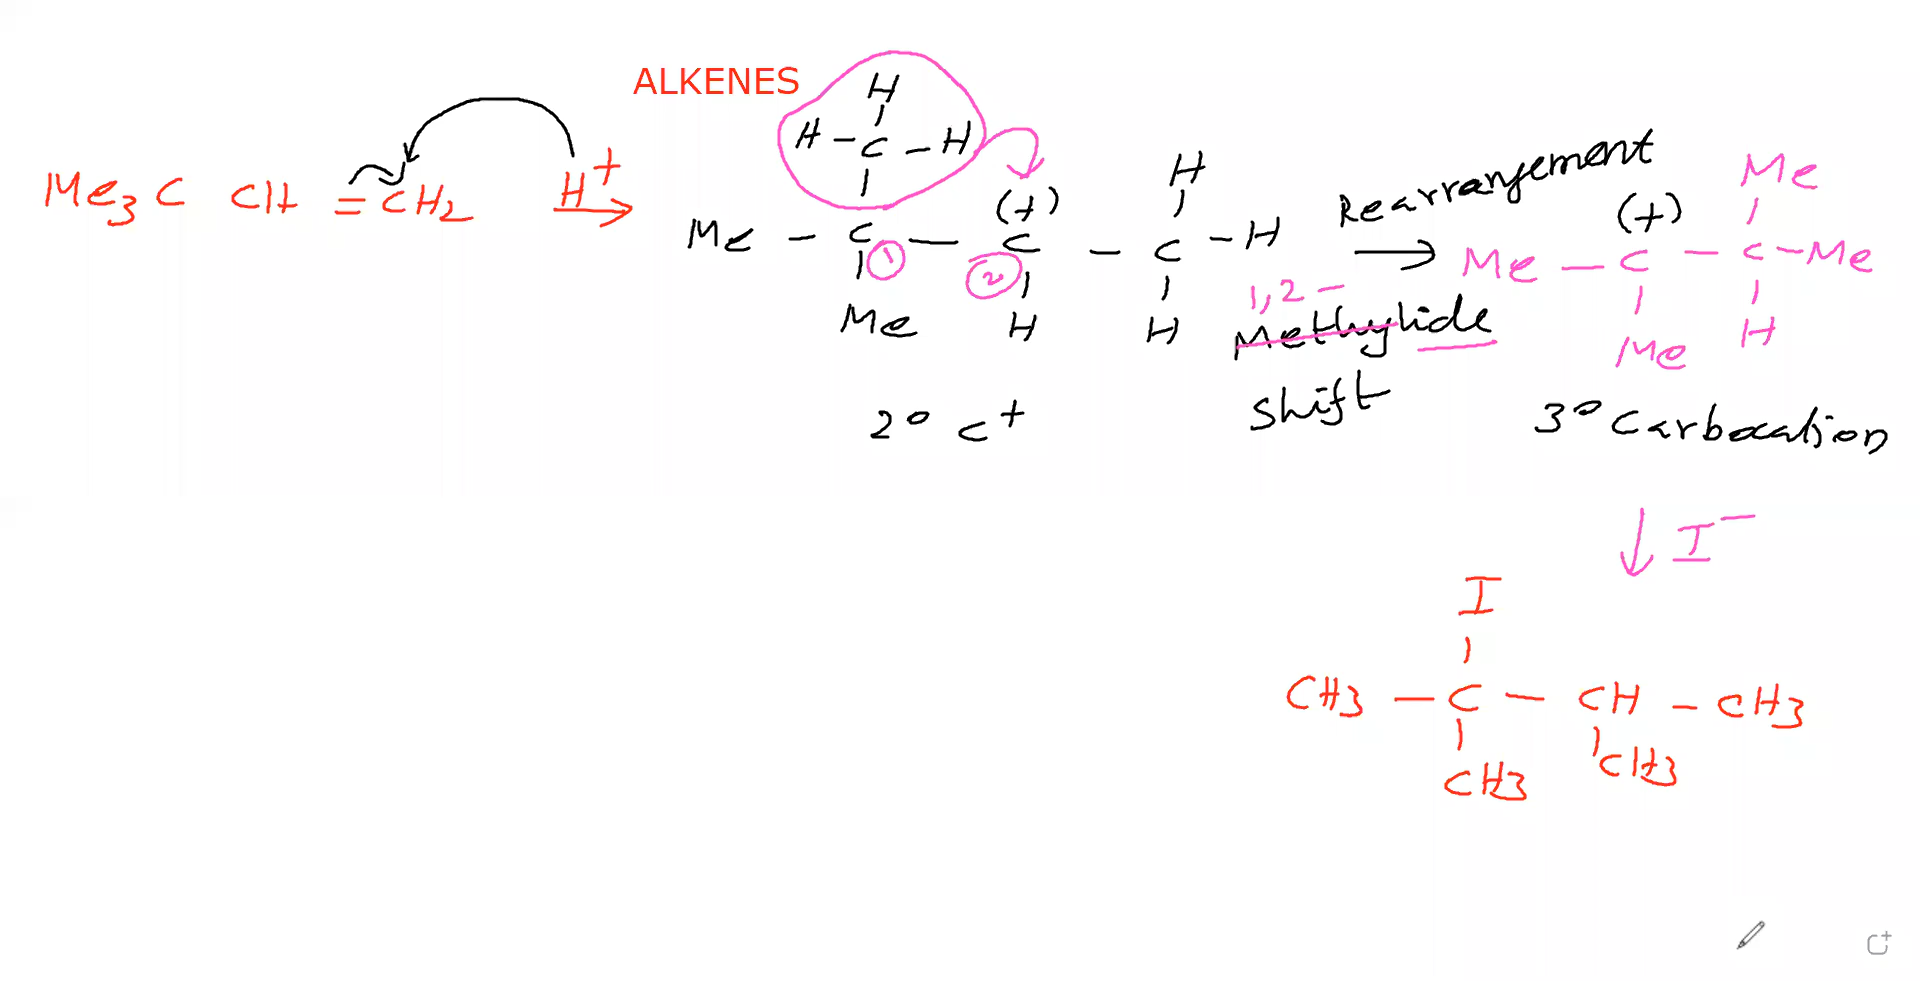 ALKENES
H
H - C - H
Me3 C CH = CH2 H+
Me - C - C - C - H
(+)
H
1
2
Me H H
2° C+
Rearrangement
1,2 -
Methylide
Shift
Me
(+)
Me - C - C - Me
Me H
3° Carbocation
I-
I
CH3 - C - CH - CH3
CH3 CH3